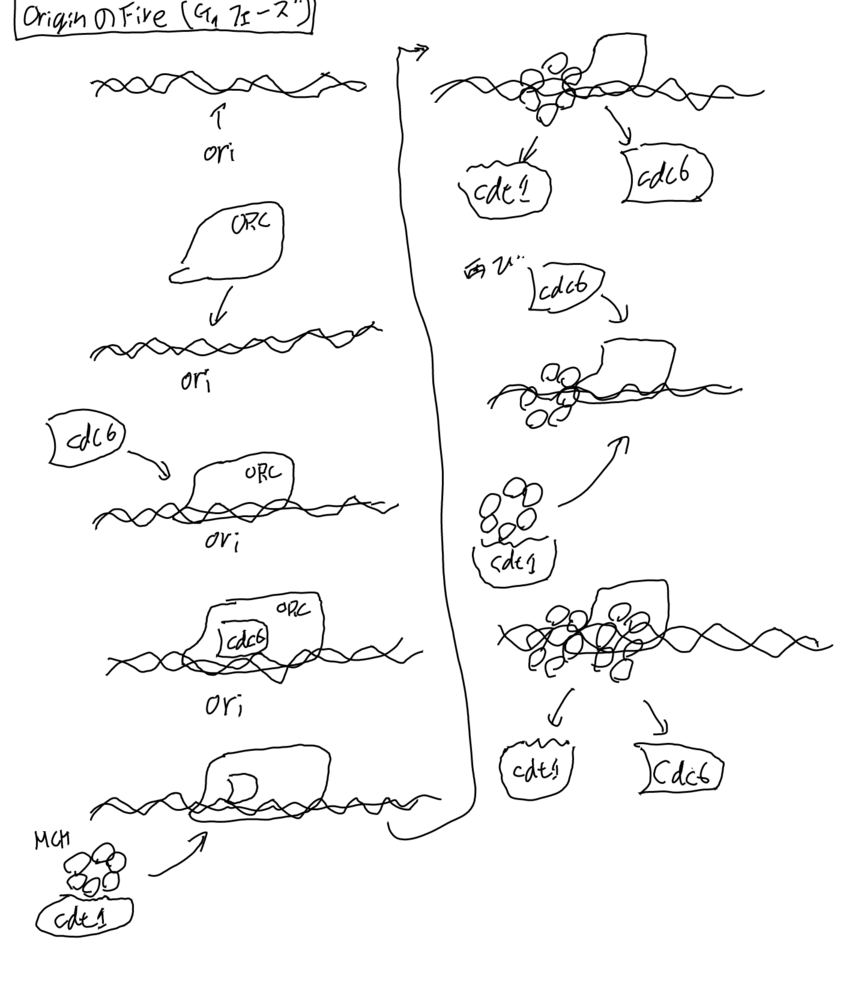 OriginのFire (G1 フェーズ)
ori
ORC
ori
cdc6
ORC
ori
ORC
cdc6
ori
MCM
cdt1
cdt1
cdc6
再び
cdc6
cdt1
cdt1
Cdc6